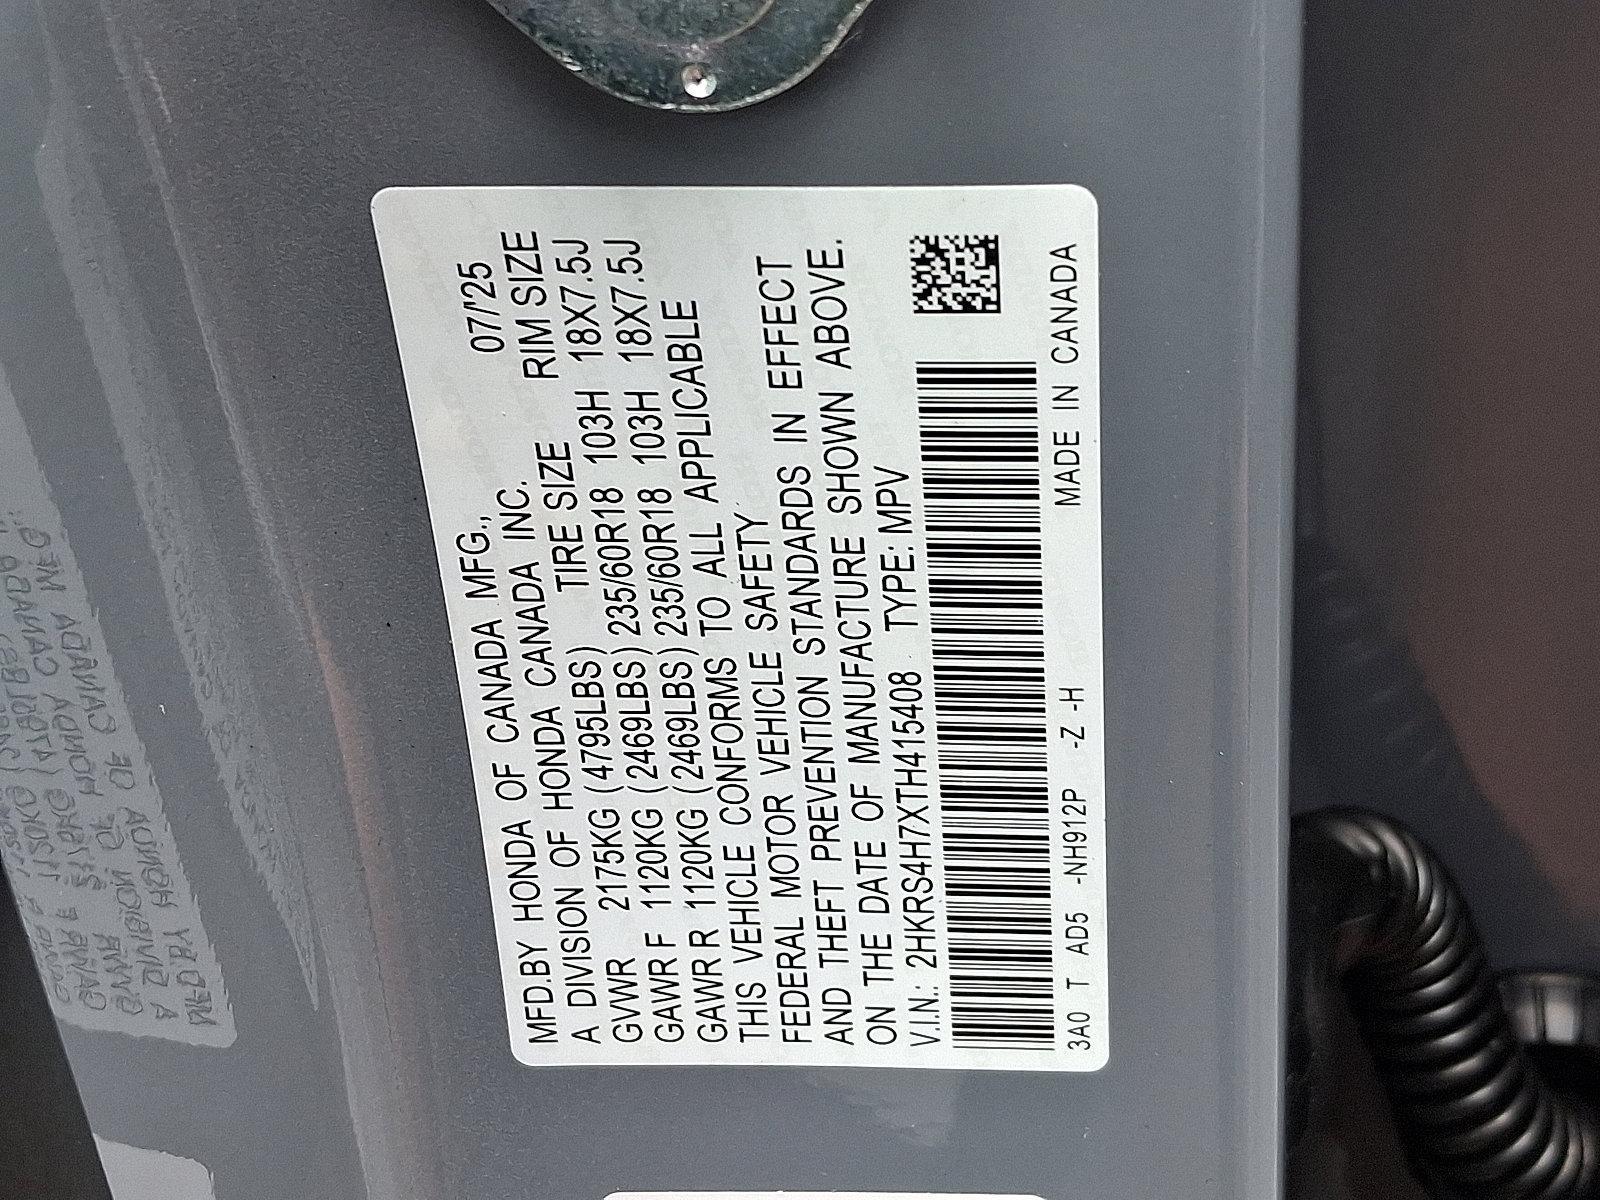 MFD.BY HONDA OF CANADA MFG., 07/'25
A DIVISION OF HONDA CANADA INC.
TIRE SIZE RIM SIZE
GVWR 2175KG (4795LBS)
GAWR F 1120KG (2469LBS) 235/60R18 103H 18X7.5J
GAWR R 1120KG (2469LBS) 235/60R18 103H 18X7.5J
THIS VEHICLE CONFORMS TO ALL APPLICABLE
FEDERAL MOTOR VEHICLE SAFETY
AND THEFT PREVENTION STANDARDS IN EFFECT
ON THE DATE OF MANUFACTURE SHOWN ABOVE.
V.I.N.: 2HKRS4H7XTH415408 TYPE: MPV
3A0 T AD5 -NH912P -Z -H MADE IN CANADA